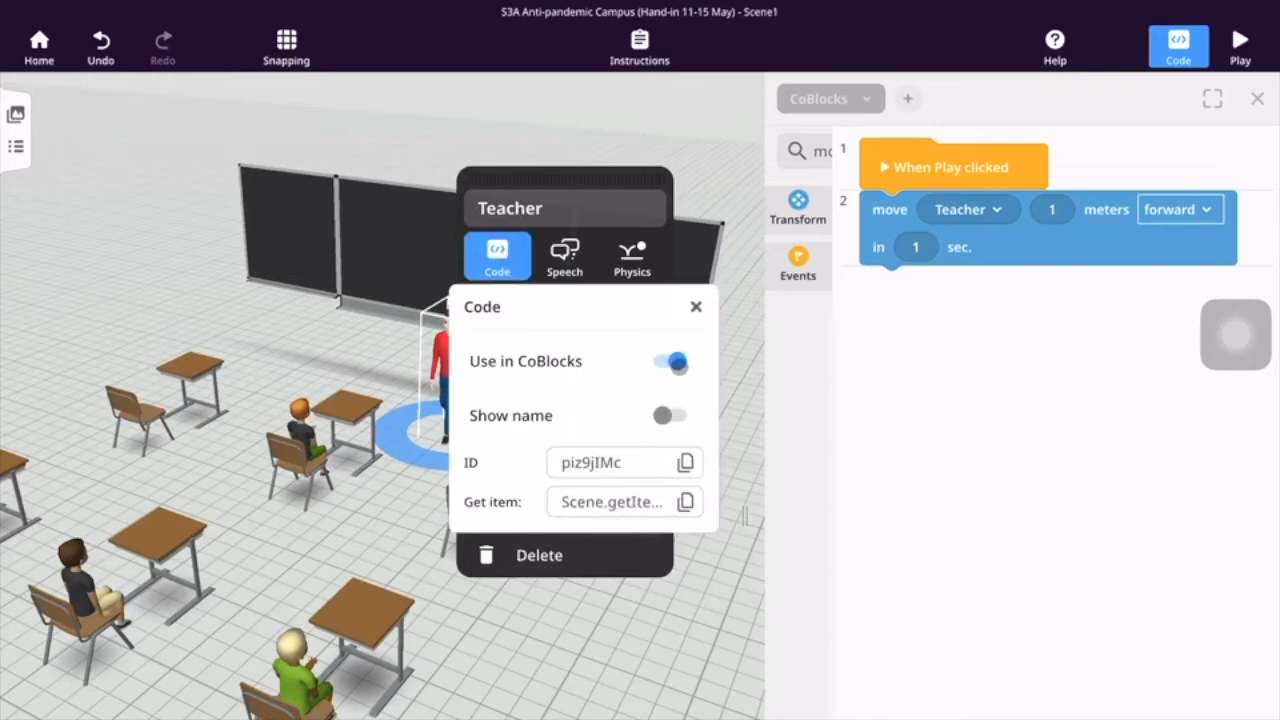 S3A Anti-pandemic Campus (Hand-in 11-15 May) - Scene1
Home
Undo
Redo
Snapping
Instructions
Help
Code
Play
CoBlocks
mo
Transform
Events
1
When Play clicked
2
move Teacher 1 meters forward
in 1 sec.
Teacher
Code
Speech
Physics
Code
Use in CoBlocks
Show name
ID
piz9jIMc
Get item:
Scene.getIte...
Delete